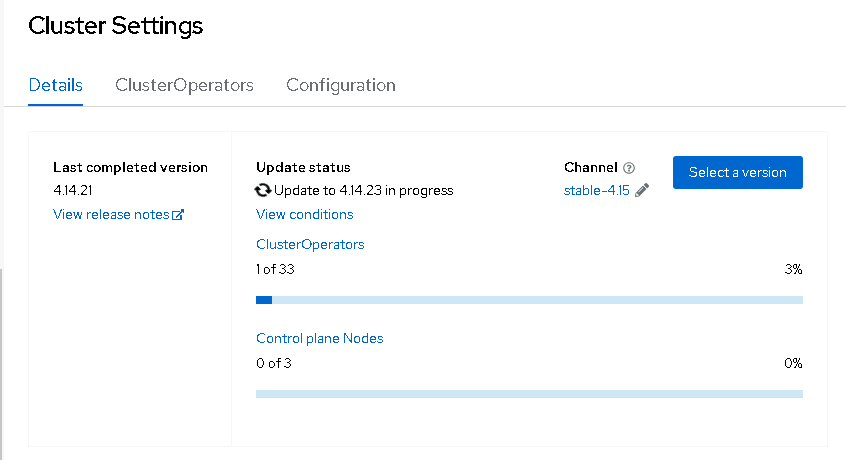 Cluster Settings
Details ClusterOperators Configuration
Last completed version
4.14.21
View release notes
Update status
Update to 4.14.23 in progress
View conditions
Channel
stable-4.15
Select a version
ClusterOperators
1 of 33 3%
Control plane Nodes
0 of 3 0%